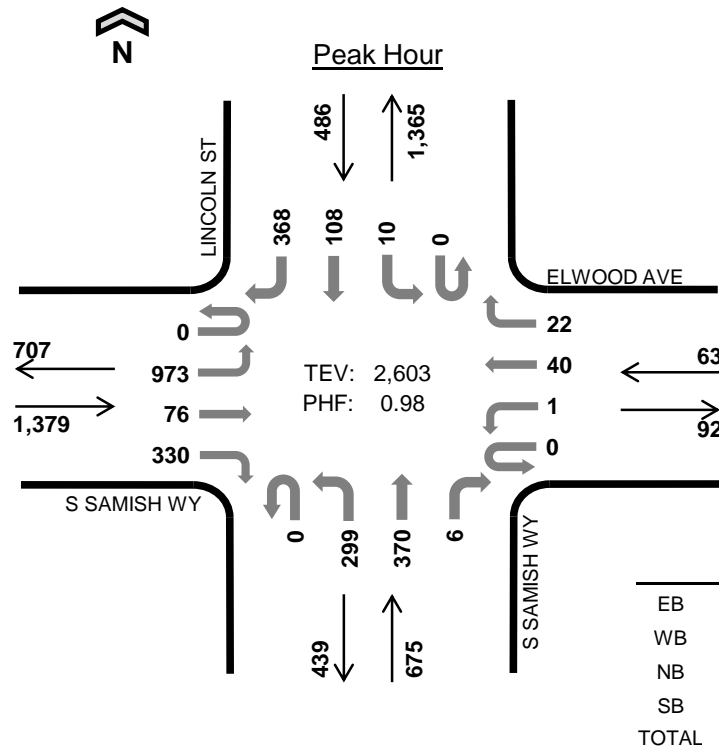 N
Peak Hour
486
1,365
LINCOLN ST
368
108
10
0
ELWOOD AVE
0
22
707
973
TEV: 2,603
40
63
1,379
76
PHF: 0.98
1
92
330
0
S SAMISH WY
0
299
370
6
S SAMISH WY
439
675
EB
WB
NB
SB
TOTAL